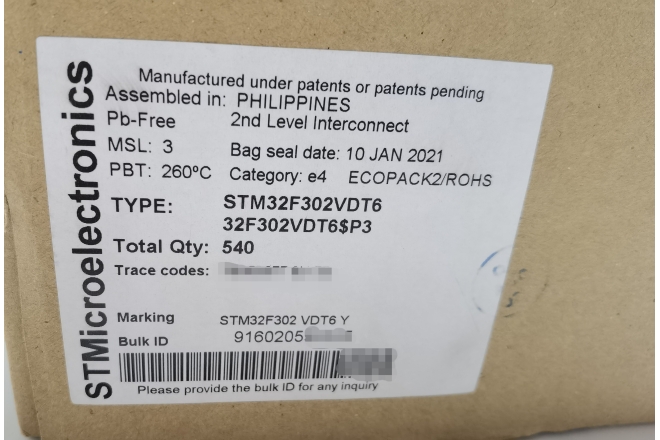 STMicroelectronics
Manufactured under patents or patents pending
Assembled in: PHILIPPINES
Pb-Free 2nd Level Interconnect
MSL: 3 Bag seal date: 10 JAN 2021
PBT: 260ºC Category: e4 ECOPACK2/ROHS
TYPE: STM32F302VDT6
32F302VDT6$P3
Total Qty: 540
Trace codes:
Marking STM32F302 VDT6 Y
Bulk ID 9160205
Please provide the bulk ID for any inquiry